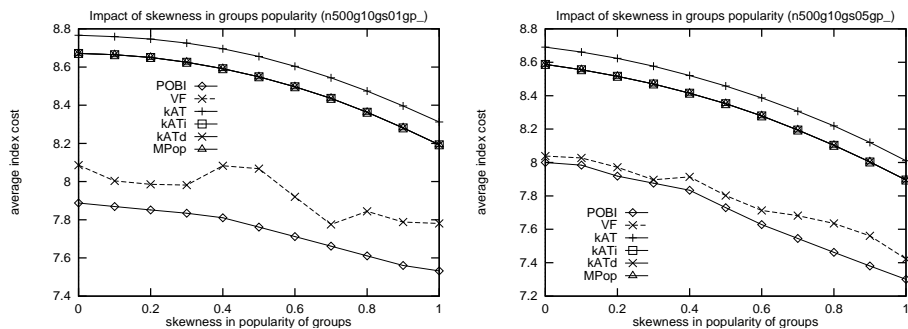 Impact of skewness in groups popularity (n500g10gs01gp_)
8.8
8.6
8.4
8.2
8
7.8
7.6
7.4
average index cost
POBI
VF
kAT
kATi
kATd
MPop
0 0.2 0.4 0.6 0.8 1
skewness in popularity of groups
Impact of skewness in groups popularity (n500g10gs05gp_)
8.8
8.6
8.4
8.2
8
7.8
7.6
7.4
7.2
average index cost
POBI
VF
kAT
kATi
kATd
MPop
0 0.2 0.4 0.6 0.8 1
skewness in popularity of groups